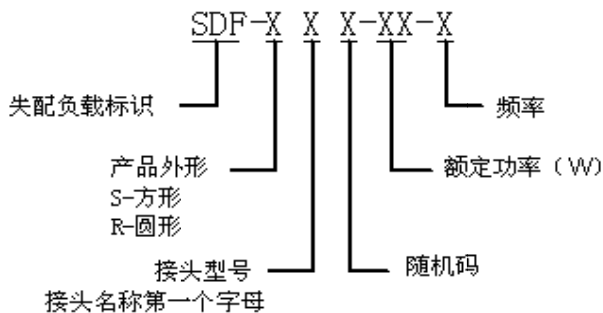 SDF-X X X-XX-X
失配负载标识
频率
产品外形
S-方形
R-圆形
额定功率（W）
接头型号
接头名称第一个字母
随机码